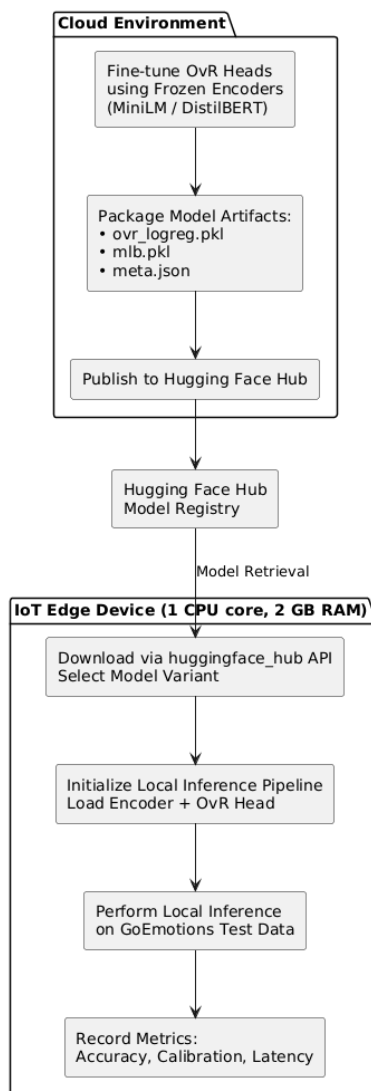 Cloud Environment
Fine-tune OvR Heads
using Frozen Encoders
(MiniLM / DistilBERT)
Package Model Artifacts:
• ovr_logreg.pkl
• mlb.pkl
• meta.json
Publish to Hugging Face Hub
Hugging Face Hub
Model Registry
Model Retrieval
IoT Edge Device (1 CPU core, 2 GB RAM)
Download via huggingface_hub API
Select Model Variant
Initialize Local Inference Pipeline
Load Encoder + OvR Head
Perform Local Inference
on GoEmotions Test Data
Record Metrics:
Accuracy, Calibration, Latency